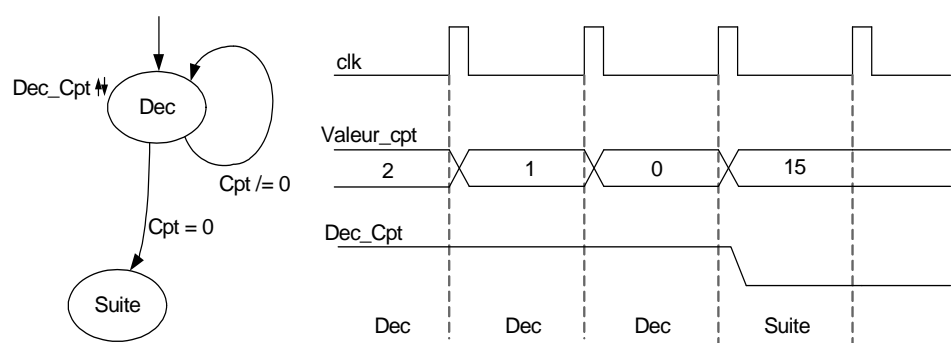 Dec_Cpt
Dec
Cpt /= 0
Cpt = 0
Suite
clk
Valeur_cpt
2 1 0 15
Dec_Cpt
Dec Dec Dec Suite